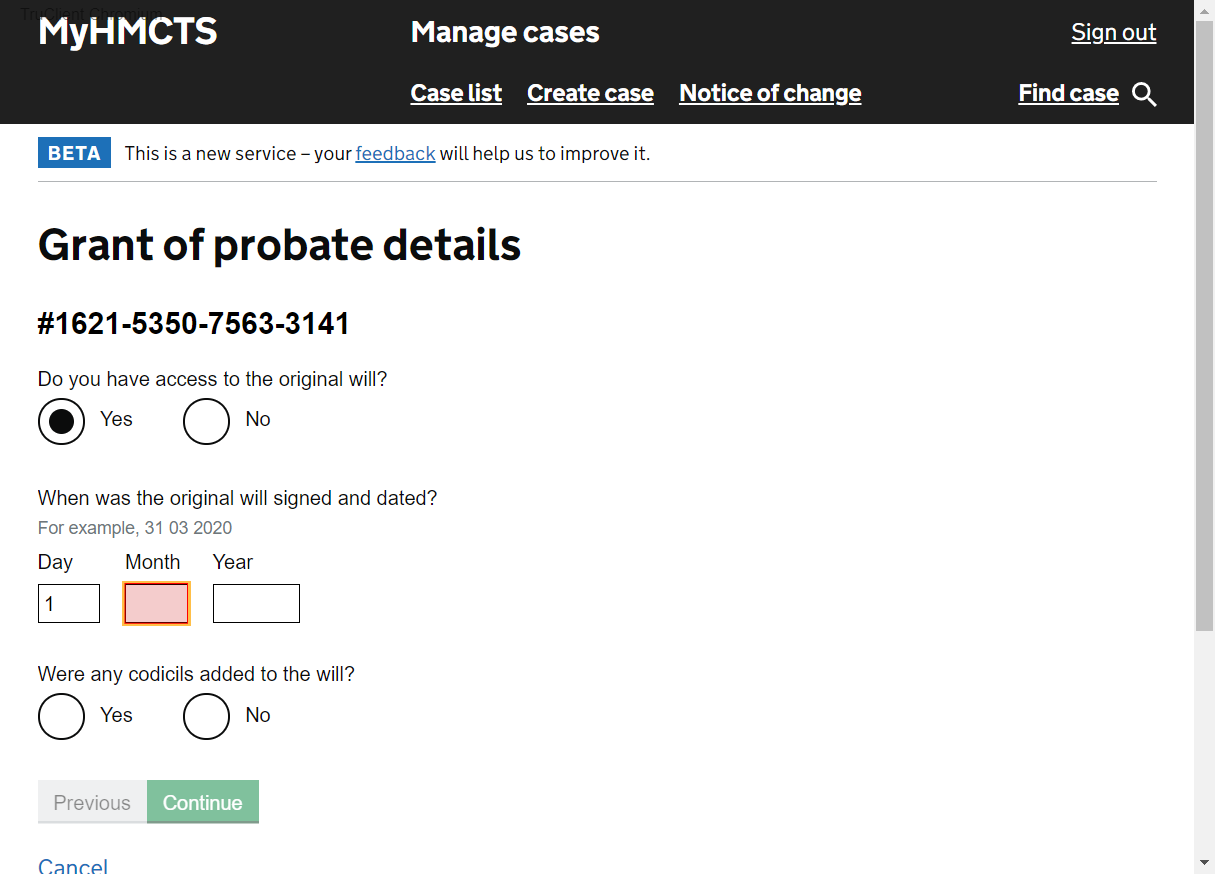 TruClient Chromium
MyHMCTS
Manage cases
Sign out
Case list Create case Notice of change Find case
BETA This is a new service – your feedback will help us to improve it.
Grant of probate details
#1621-5350-7563-3141
Do you have access to the original will?
Yes No
When was the original will signed and dated?
For example, 31 03 2020
Day Month Year
1
Were any codicils added to the will?
Yes No
Previous Continue
Cancel